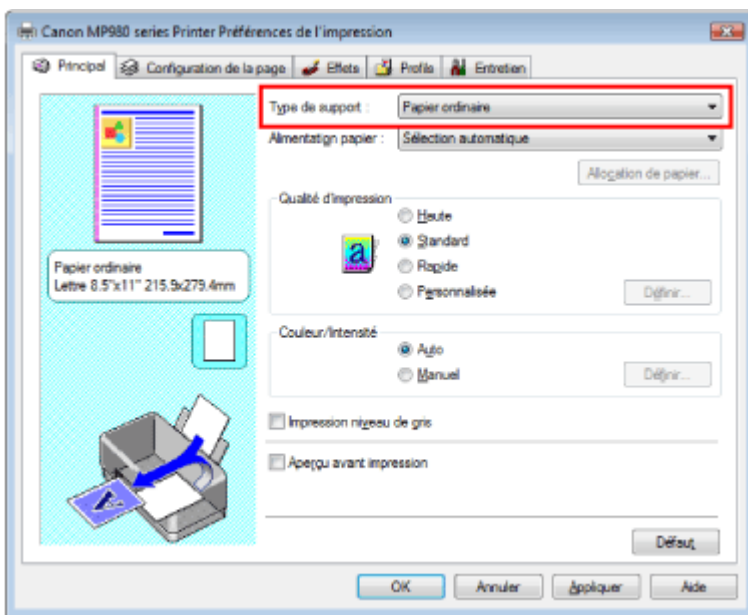 Canon MP980 series Printer Préférences de l'impression
Principal Configuration de la page Effets Profils Entretien
Type de support : Papier ordinaire
Alimentation papier : Sélection automatique
Allocation de papier...
Qualité d'impression
Haute
Standard
Rapide
Personnalisée Définir...
Papier ordinaire
Lettre 8.5"x11" 215.9x279.4mm
Couleur/Intensité
Auto
Manuel Définir...
Impression niveau de gris
Aperçu avant impression
Défaut
OK Annuler Appliquer Aide